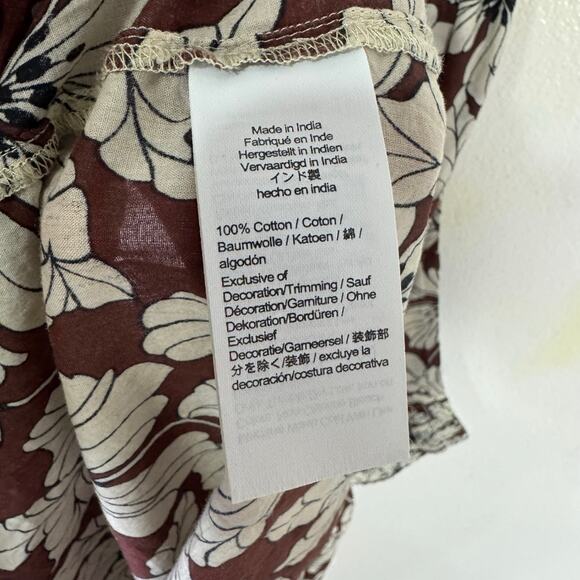 Made in India
Fabriqué en Inde
Hergestellt in Indien
Vervaardigd in India
インド製
hecho en india
100% Cotton / Coton /
Baumwolle / Katoen / 綿 /
algodón
Exclusive of
Decoration/Trimming / Sauf
Décoration/Garniture / Ohne
Dekoration/Bordüren /
Exclusief
Decoratie/Garneersel / 装飾部
分を除く/装飾 / excluye la
decoración/costura decorativa